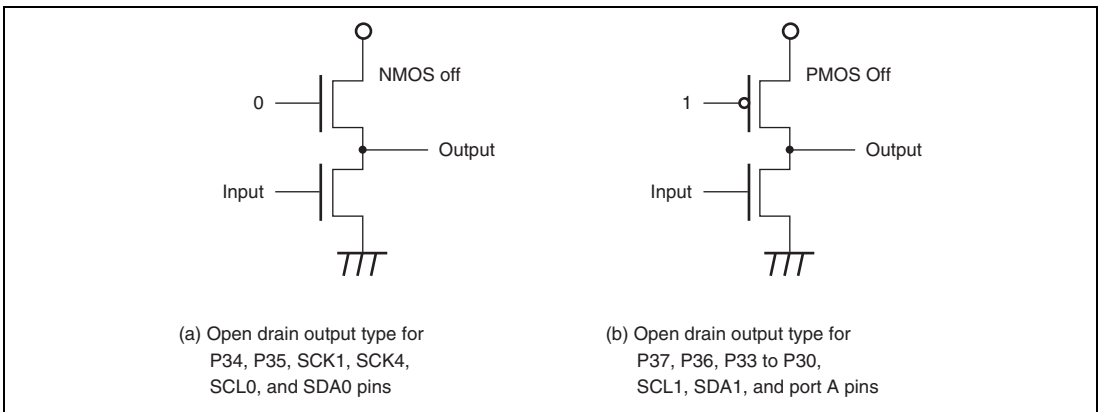 NMOS off
0
Output
Input
(a) Open drain output type for
P34, P35, SCK1, SCK4,
SCL0, and SDA0 pins
PMOS Off
1
Output
Input
(b) Open drain output type for
P37, P36, P33 to P30,
SCL1, SDA1, and port A pins